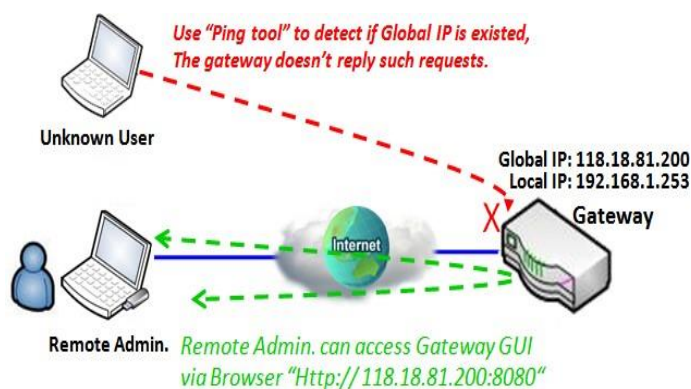 Use “Ping tool” to detect if Global IP is existed,
The gateway doesn’t reply such requests.
Unknown User
Global IP: 118.18.81.200
Local IP: 192.168.1.253
X
Gateway
Internet
Remote Admin.
Remote Admin. can access Gateway GUI
via Browser “Http:// 118.18.81.200:8080“